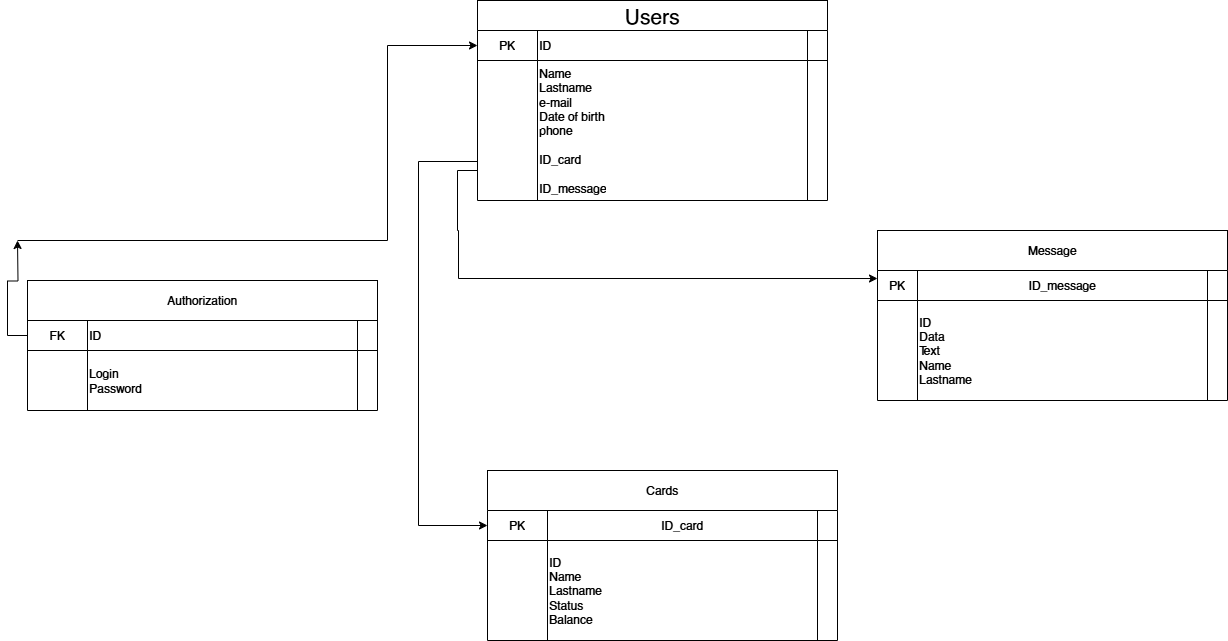 Users
PK
ID
Name
Lastname
e-mail
Date of birth
phone
ID_card
ID_message
Authorization
FK
ID
Login
Password
Message
PK
ID_message
ID
Data
Text
Name
Lastname
Cards
PK
ID_card
ID
Name
Lastname
Status
Balance